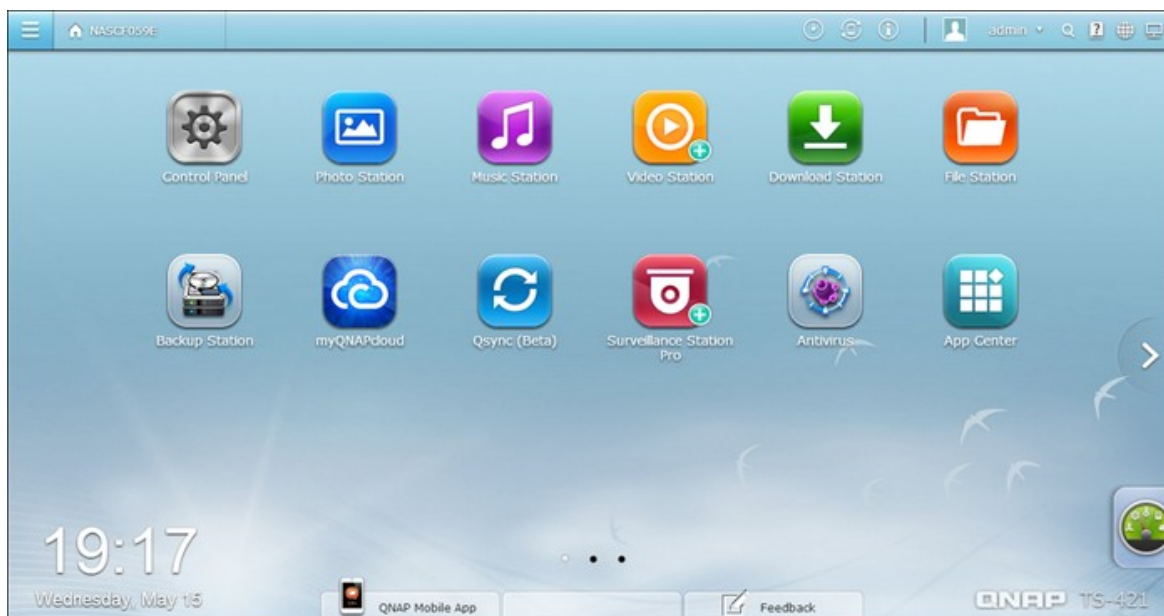 NASCF059E
admin
Control Panel
Photo Station
Music Station
Video Station
Download Station
File Station
Backup Station
myQNAPcloud
Qsync (Beta)
Surveillance Station
Pro
Antivirus
App Center
19:17
Wednesday, May 15
QNAP Mobile App
Feedback
QNAP TS-421